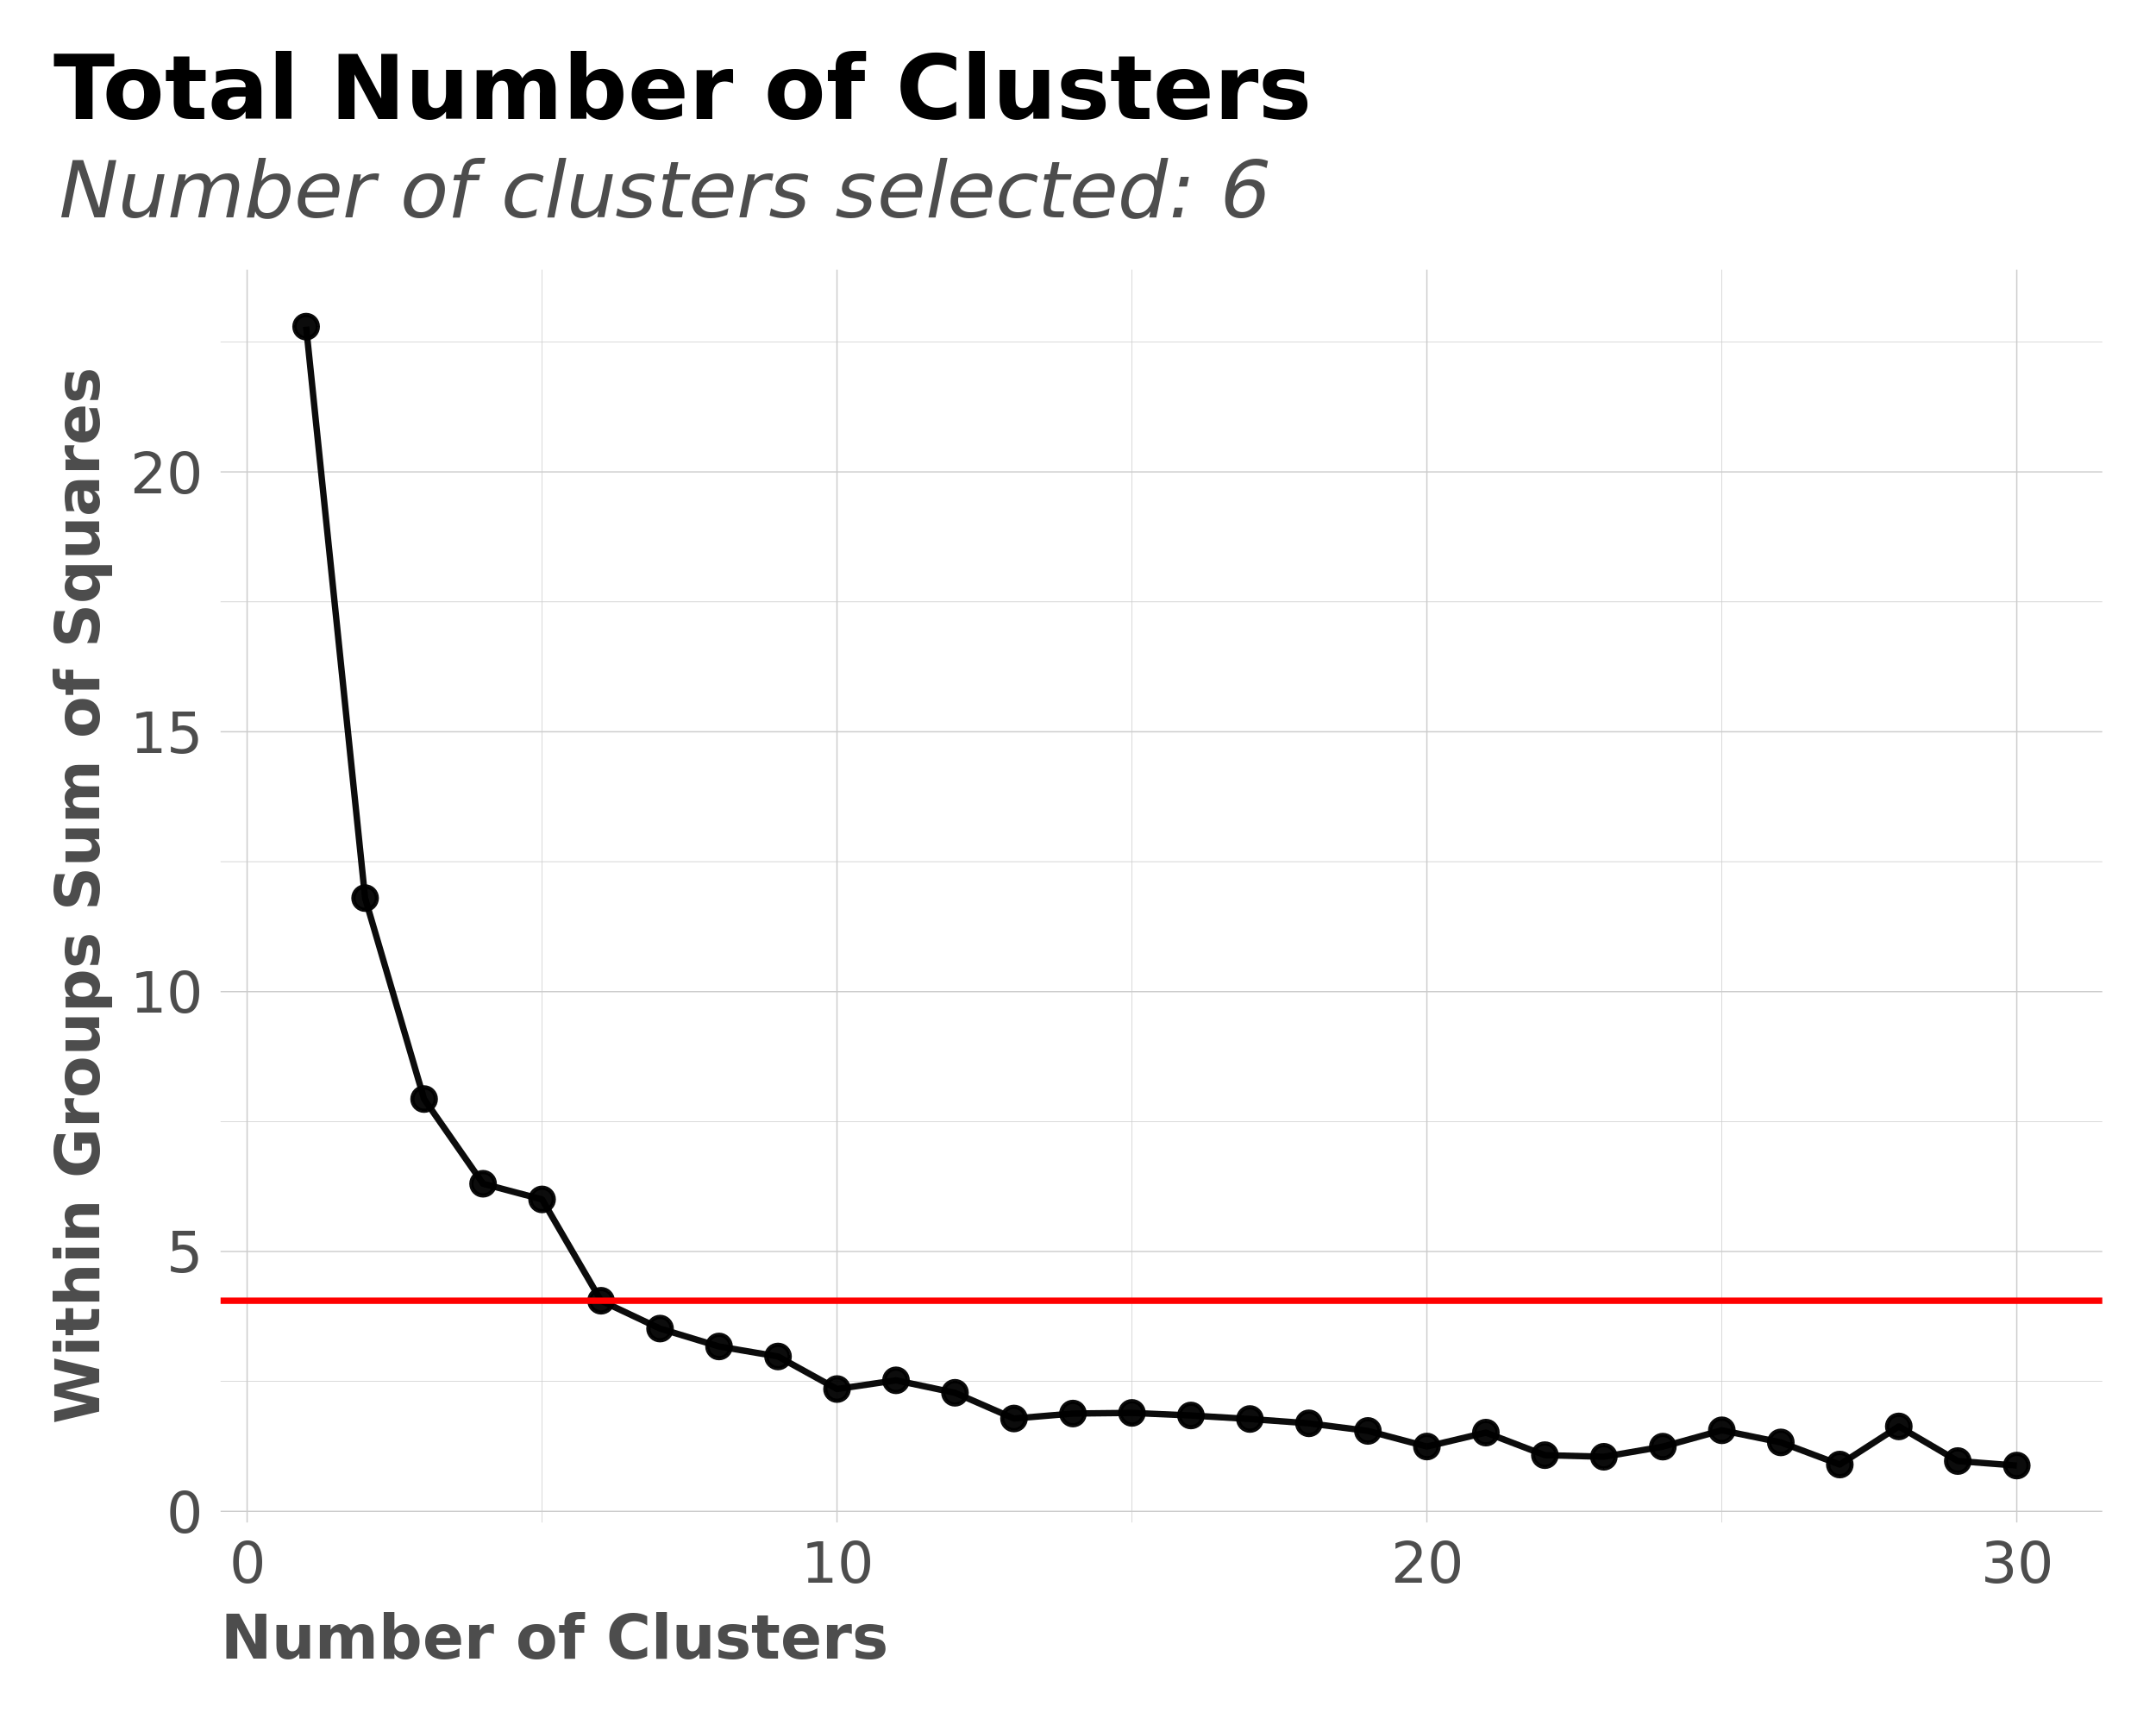 Total Number of Clusters
Number of clusters selected: 6
Within Groups Sum of Squares
20
15
10
5
0
0 10 20 30
Number of Clusters